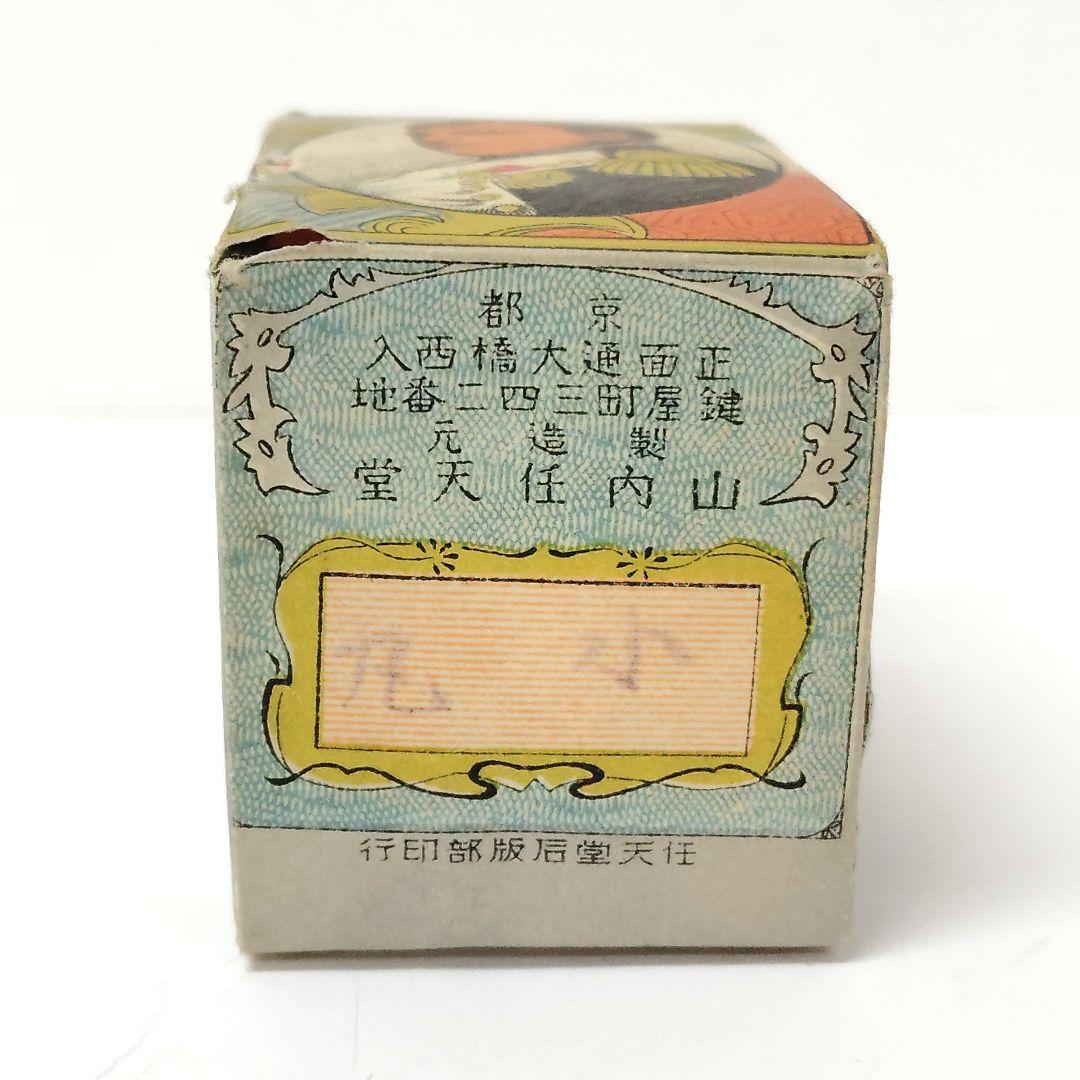 京都
正面通大橋西入
鍵屋町三四二番地
製造元
山内任天堂
小丸
任天堂石版部印行